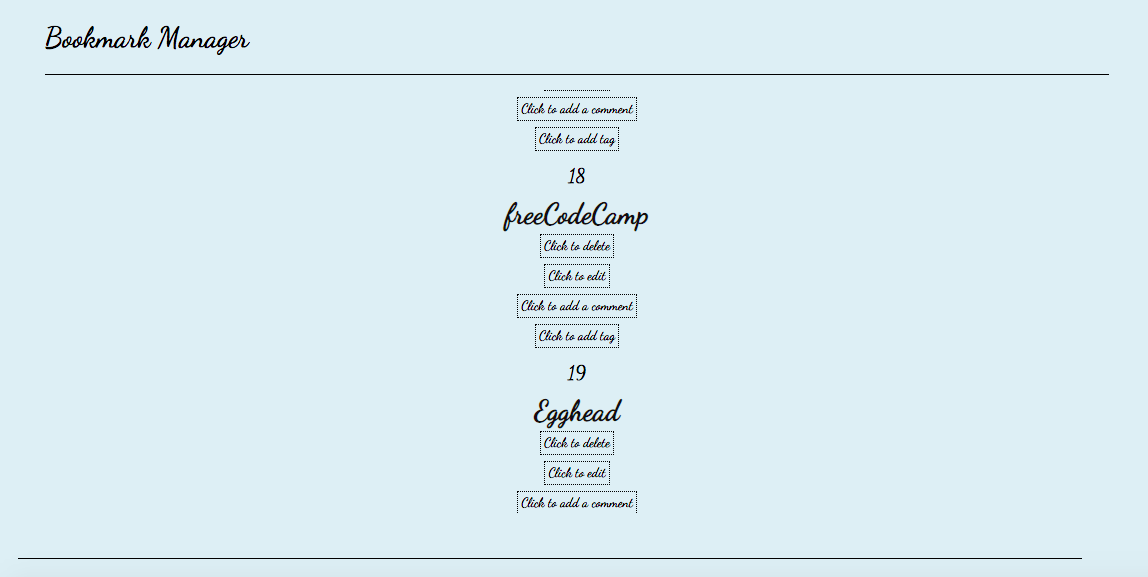 Bookmark Manager
Click to add a comment
Click to add tag
18
freeCodeCamp
Click to delete
Click to edit
Click to add a comment
Click to add tag
19
Egghead
Click to delete
Click to edit
Click to add a comment